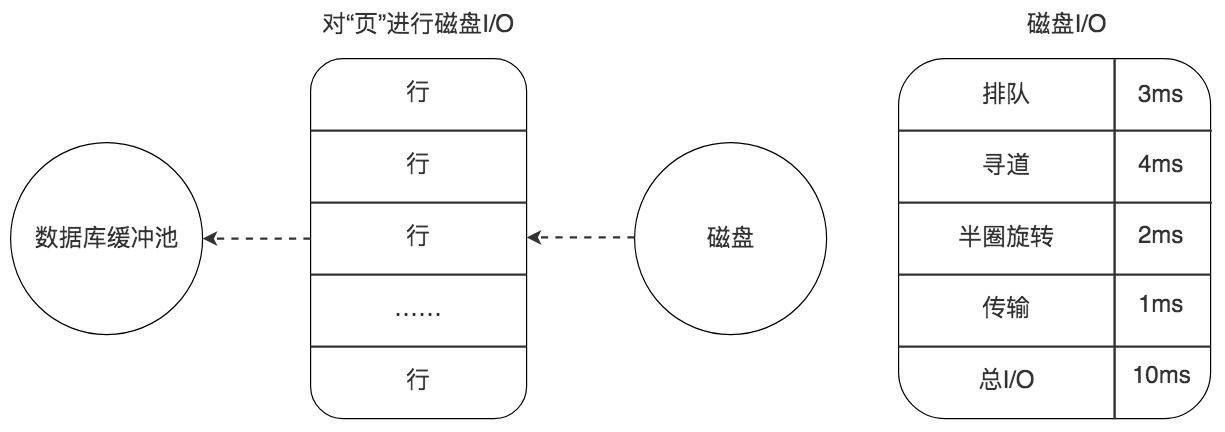 对“页”进行磁盘I/O
行
行
行
……
行
数据库缓冲池
磁盘
磁盘I/O
排队 3ms
寻道 4ms
半圈旋转 2ms
传输 1ms
总I/O 10ms